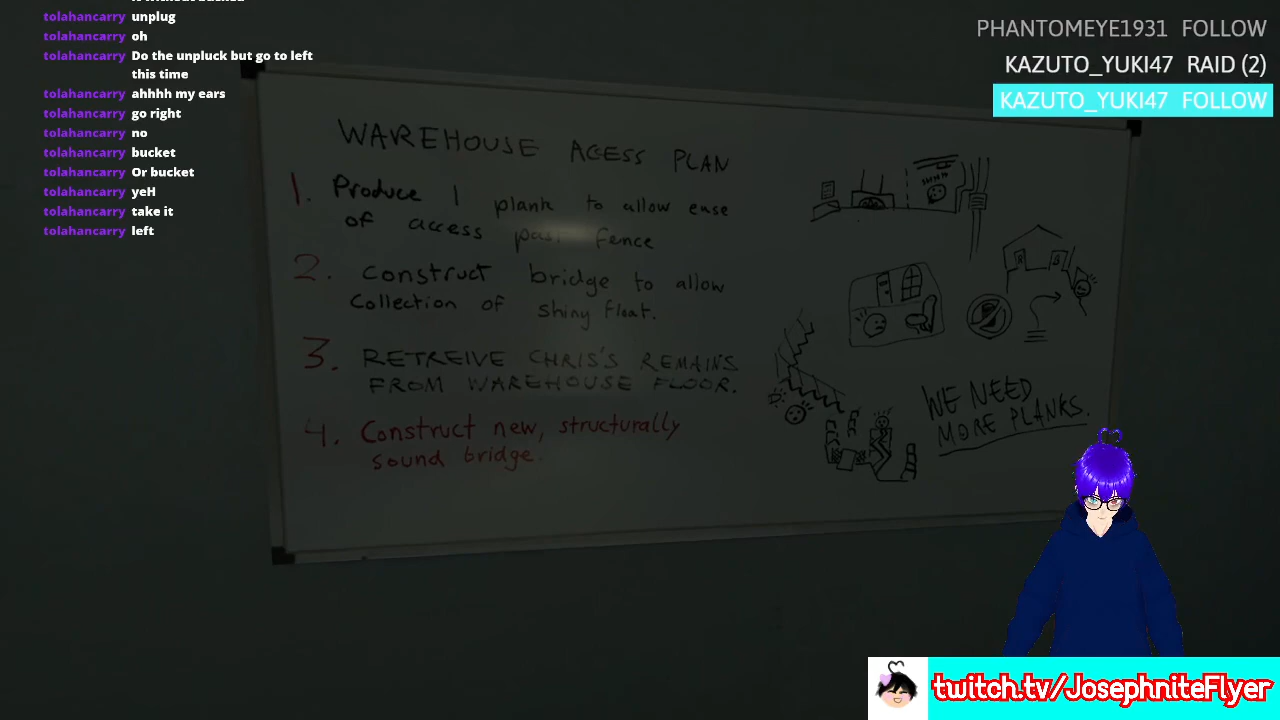 tolahancarry unplug
tolahancarry oh
tolahancarry Do the unpluck but go to left
this time
tolahancarry ahhhh my ears
tolahancarry go right
tolahancarry no
tolahancarry bucket
tolahancarry Or bucket
tolahancarry yeH
tolahancarry take it
tolahancarry left
PHANTOMEYE1931 FOLLOW
KAZUTO_YUKI47 RAID (2)
KAZUTO_YUKI47 FOLLOW
WAREHOUSE ACESS PLAN
1. Produce 1 plank to allow ease
of access past fence
2. Construct bridge to allow
Collection of shiny float.
3. RETREIVE CHRIS'S REMAINS
FROM WAREHOUSE FLOOR.
4. Construct new, structurally
sound bridge.
WE NEED
MORE PLANKS.
twitch.tv/JosephniteFlyer